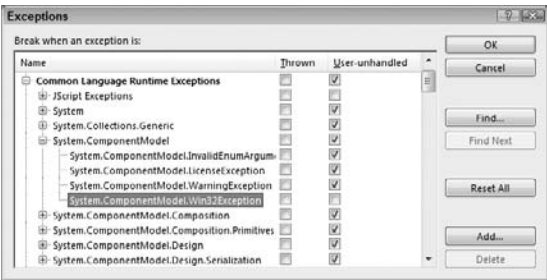 Exceptions
Break when an exception is:
Name Thrown User-unhandled
Common Language Runtime Exceptions
JScript Exceptions
System
System.Collections.Generic
System.ComponentModel
System.ComponentModel.InvalidEnumArgum
System.ComponentModel.LicenseException
System.ComponentModel.WarningException
System.ComponentModel.Win32Exception
System.ComponentModel.Composition
System.ComponentModel.Composition.Primitives
System.ComponentModel.Design
System.ComponentModel.Design.Serialization
OK
Cancel
Find...
Find Next
Reset All
Add...
Delete